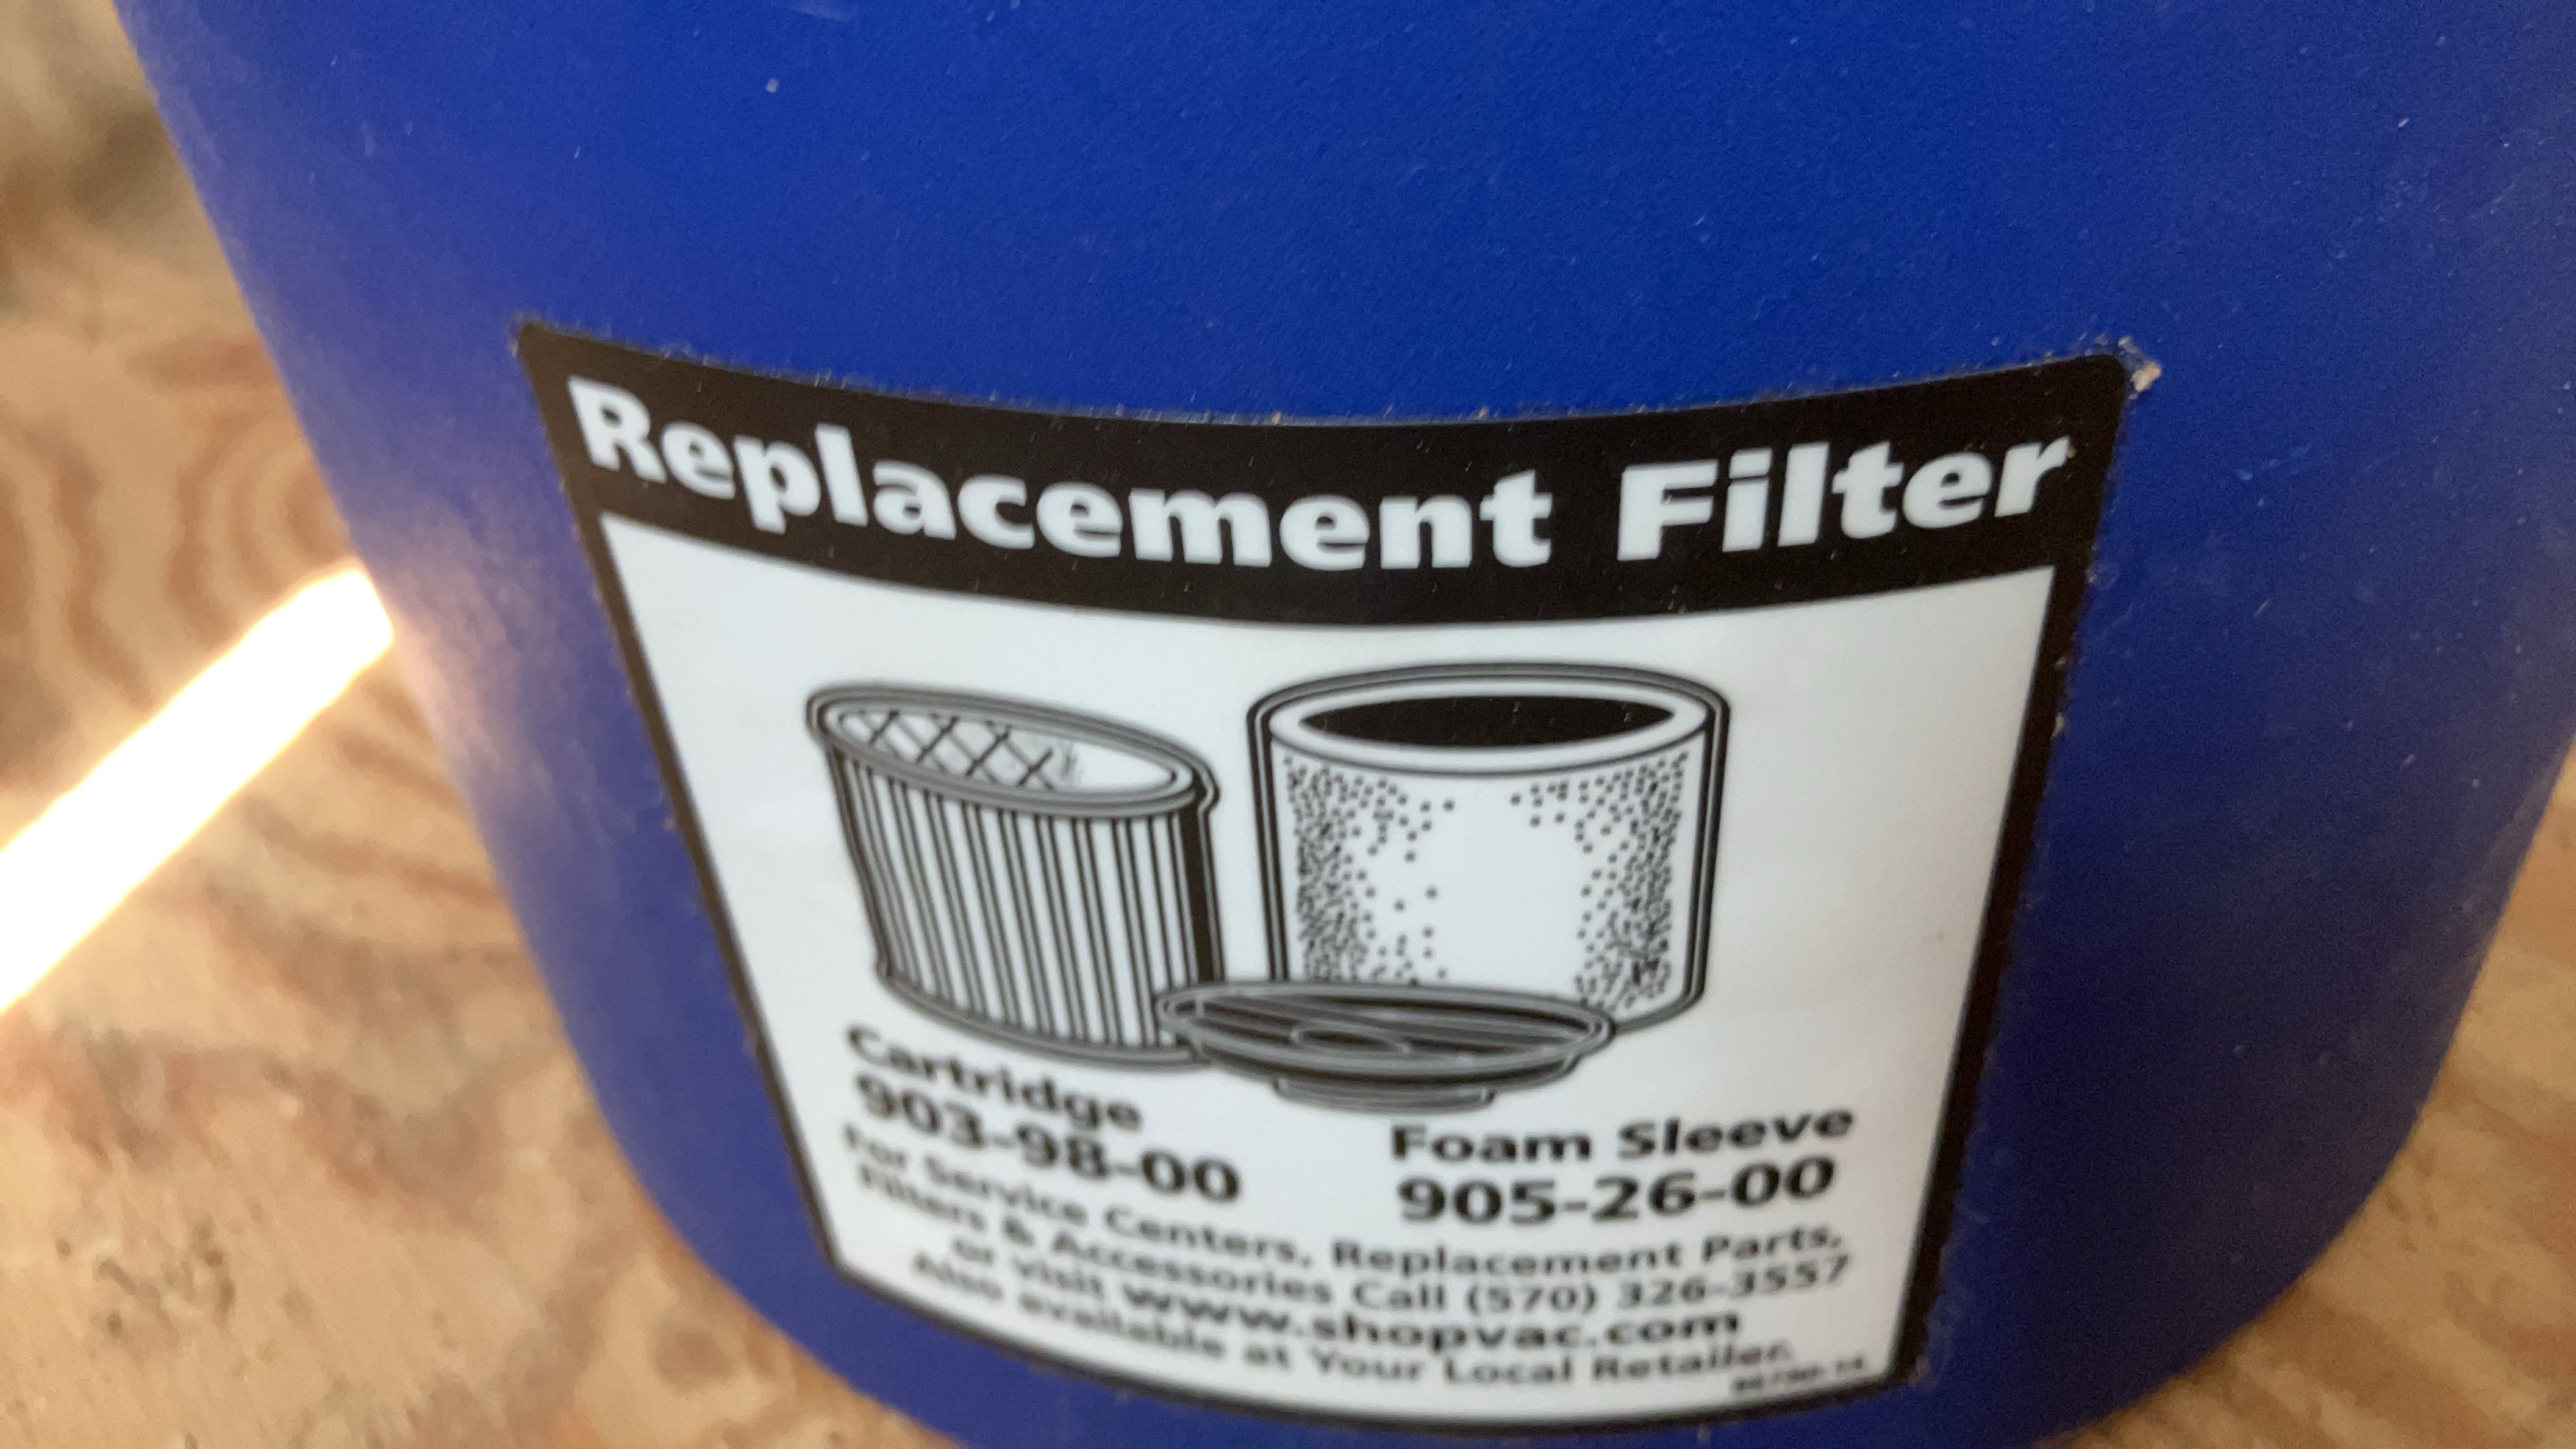 Replacement Filter
Cartridge
903-98-00
Foam Sleeve
905-26-00
For Service Centers, Replacement Parts,
Filters & Accessories Call (570) 326-3557
or visit www.shopvac.com
Also available at Your Local Retailer.